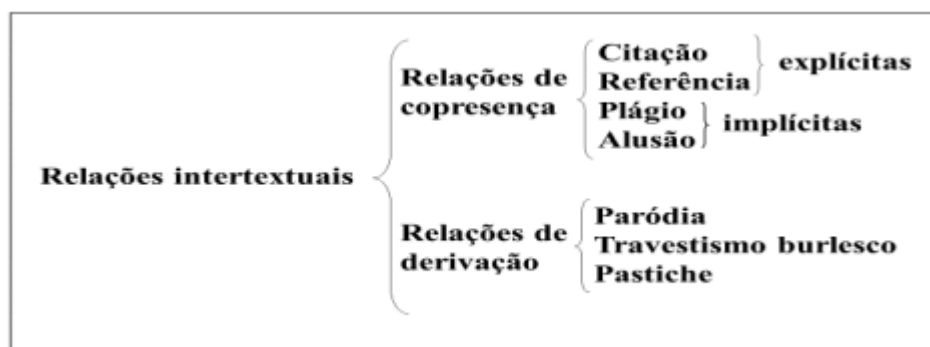 Relações intertextuais
Relações de
copresença
Citação
Referência
explícitas
Plágio
Alusão
implícitas
Relações de
derivação
Paródia
Travestismo burlesco
Pastiche